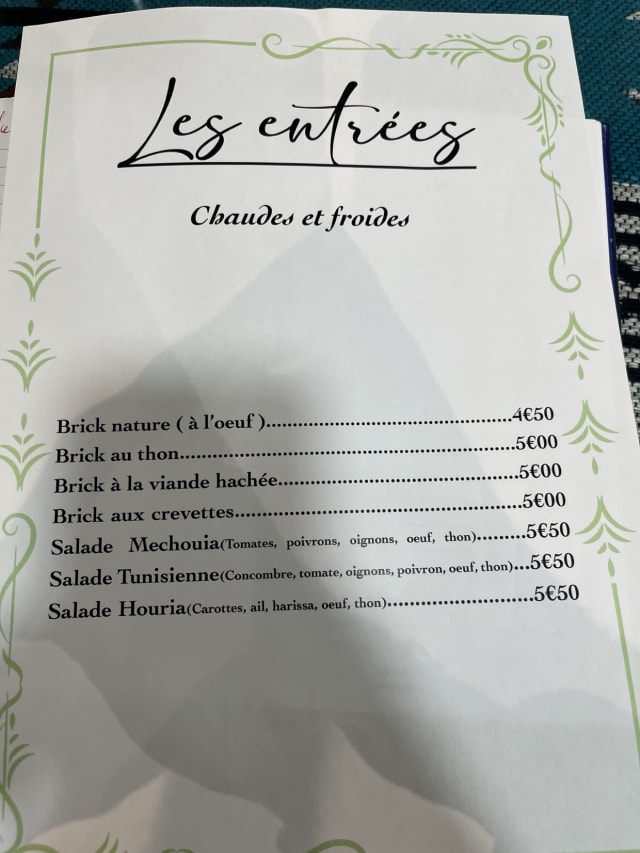 Les entrées
Chaudes et froides
Brick nature ( à l'oeuf )..............................................4€50
Brick au thon...............................................................5€00
Brick à la viande hachée.............................................5€00
Brick aux crevettes......................................................5€00
Salade Mechouia(Tomates, poivrons, oignons, oeuf, thon).........5€50
Salade Tunisienne(Concombre, tomate, oignons, poivron, oeuf, thon)...5€50
Salade Houria(Carottes, ail, harissa, oeuf, thon)...........................5€50